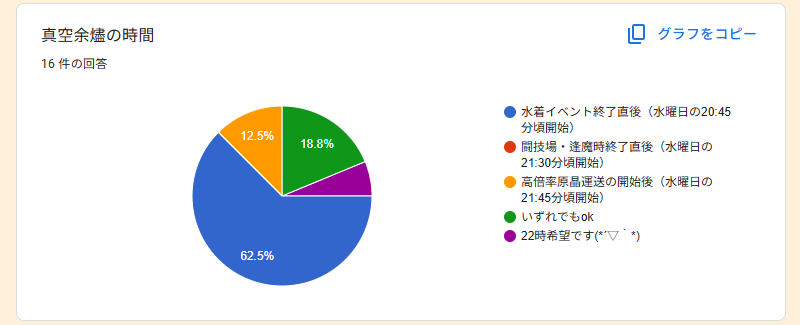 真空余燼の時間
グラフをコピー
16 件の回答
12.5%
18.8%
62.5%
水着イベント終了直後（水曜日の20:45
分頃開始）
闘技場・逢魔時終了直後（水曜日の
21:30分頃開始）
高倍率原晶運送の開始後（水曜日の
21:45分頃開始）
いずれでもok
22時希望です(*´▽｀*)